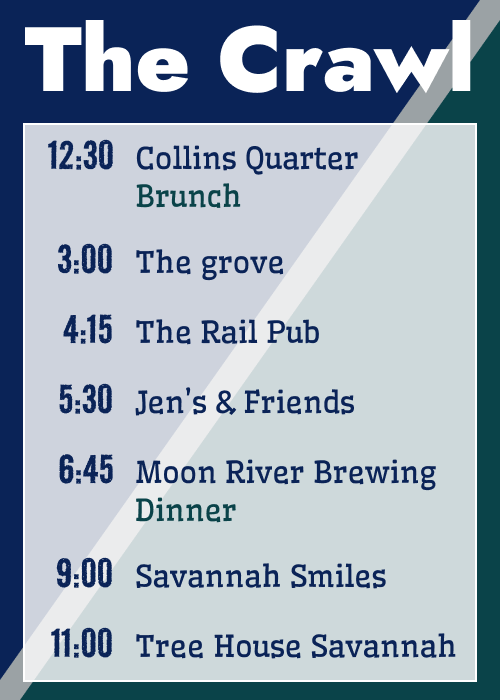 The Crawl
12:30 Collins Quarter
Brunch
3:00 The grove
4:15 The Rail Pub
5:30 Jen's & Friends
6:45 Moon River Brewing
Dinner
9:00 Savannah Smiles
11:00 Tree House Savannah